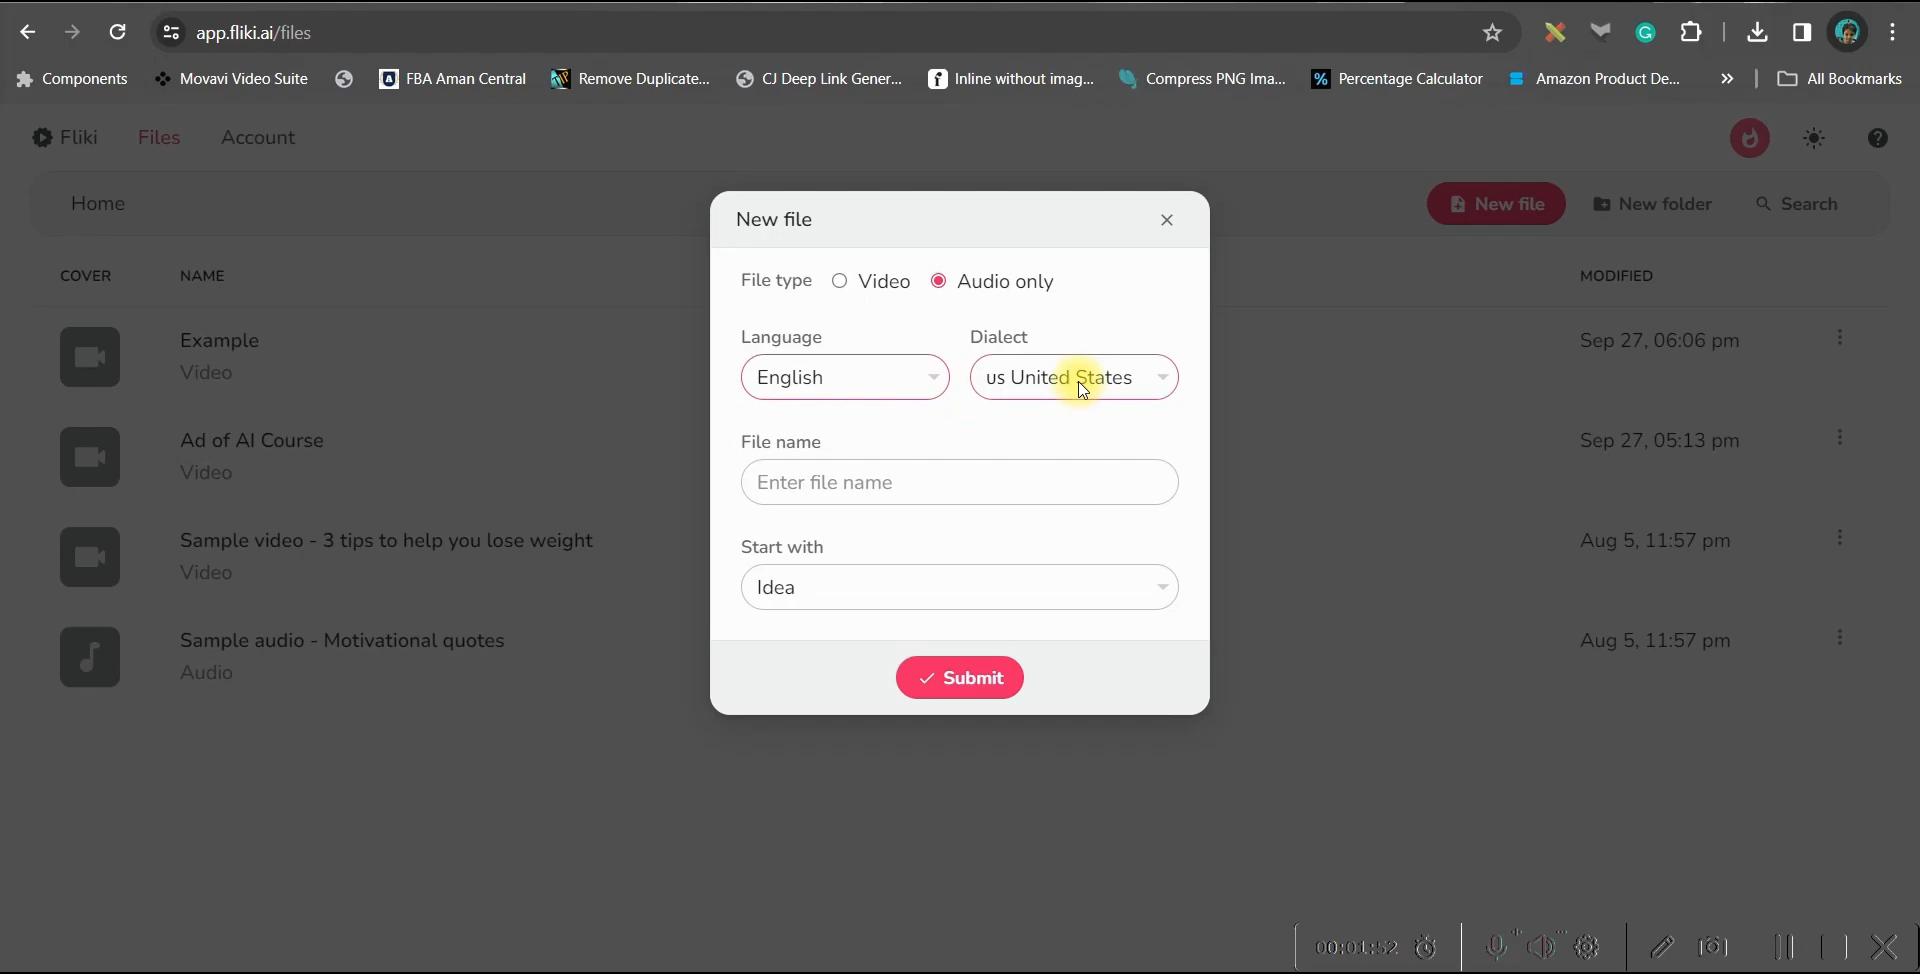 app.fliki.ai/files
Components
Movavi Video Suite
FBA Aman Central
Remove Duplicate...
CJ Deep Link Gener...
Inline without imag...
Compress PNG Ima...
Percentage Calculator
Amazon Product De...
»
All Bookmarks
Fliki
Files
Account
Home
New file
New folder
Search
COVER
NAME
MODIFIED
Example
Video
Sep 27, 06:06 pm
Ad of AI Course
Video
Sep 27, 05:13 pm
Sample video - 3 tips to help you lose weight
Video
Aug 5, 11:57 pm
Sample audio - Motivational quotes
Audio
Aug 5, 11:57 pm
New file
File type
Video
Audio only
Language
Dialect
English
us United States
File name
Enter file name
Start with
Idea
Submit
00:01:52